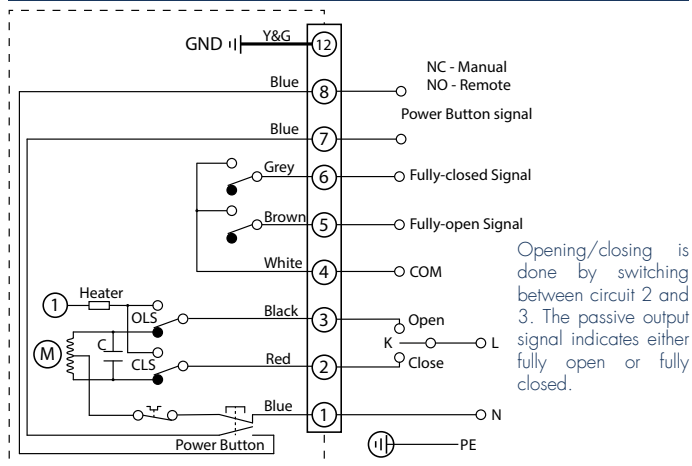 GND Y&G 12
Blue 8
NC - Manual
NO - Remote
Power Button signal
Blue 7
Grey 6 Fully-closed Signal
Brown 5 Fully-open Signal
White 4 COM
Black 3 Open
K L
Red 2 Close
Blue 1 N
PE
1 Heater
OLS
M C
CLS
Power Button
Opening/closing is
done by switching
between circuit 2 and
3. The passive output
signal indicates either
fully open or fully
closed.